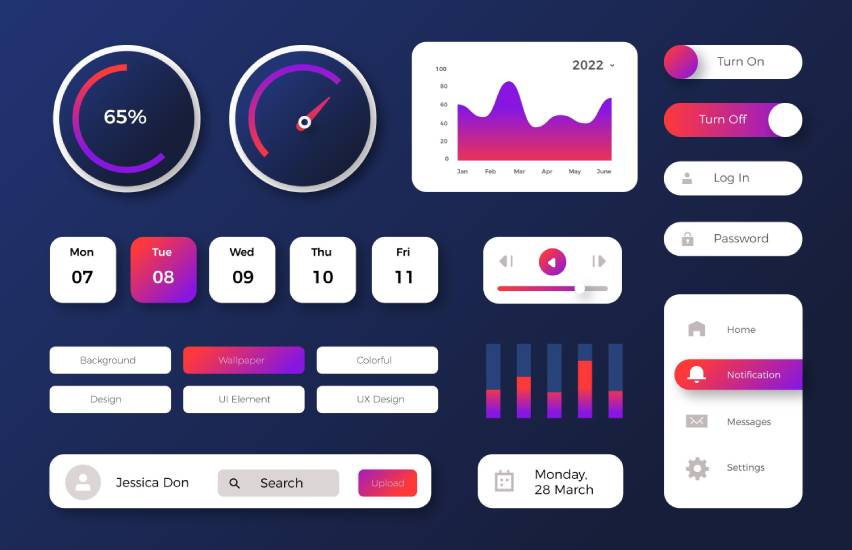 65%
2022
100
80
60
40
20
0
Jan Feb Mar Apr May June
Turn On
Turn Off
Log In
Password
Mon Tue Wed Thu Fri
07 08 09 10 11
Background Wallpaper Colorful
Design UI Element UX Design
Home
Notification
Messages
Settings
Jessica Don Search Upload
Monday,
28 March